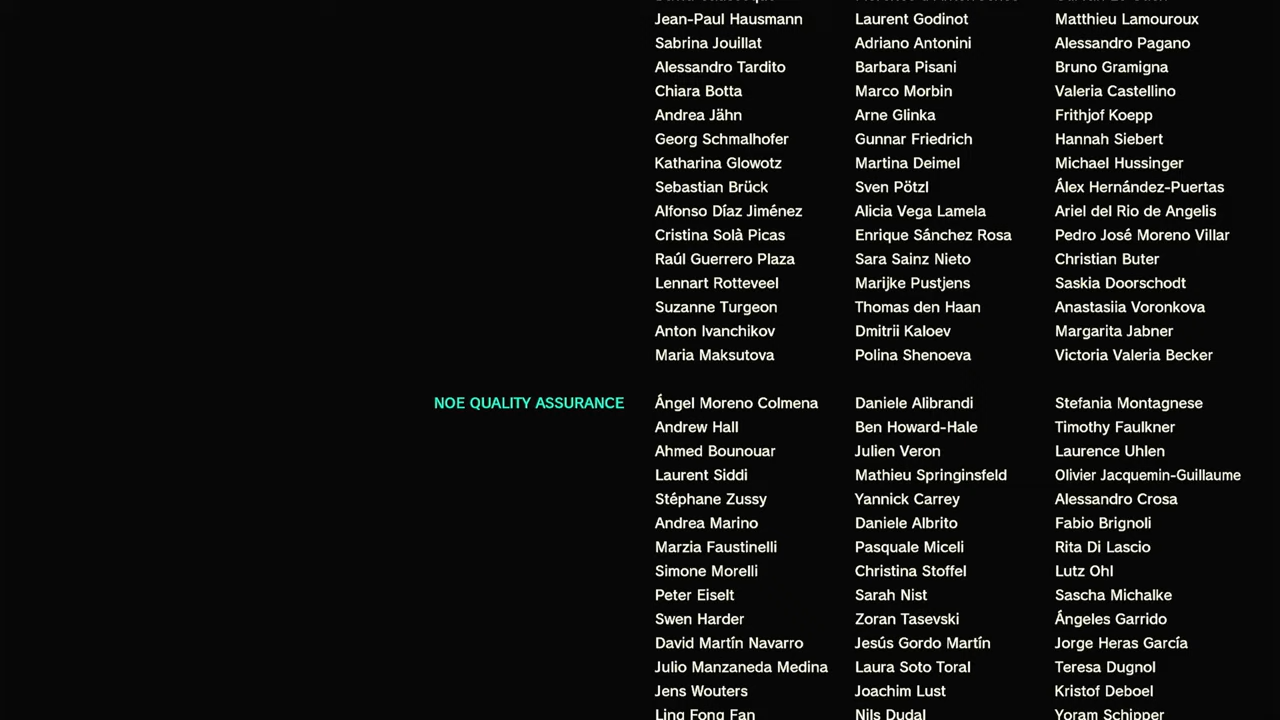 Jean-Paul Hausmann Laurent Godinot Matthieu Lamouroux
Sabrina Jouillat Adriano Antonini Alessandro Pagano
Alessandro Tardito Barbara Pisani Bruno Gramigna
Chiara Botta Marco Morbin Valeria Castellino
Andrea Jähn Arne Glinka Frithjof Koepp
Georg Schmalhofer Gunnar Friedrich Hannah Siebert
Katharina Glowotz Martina Deimel Michael Hussinger
Sebastian Brück Sven Pötzl Álex Hernández-Puertas
Alfonso Díaz Jiménez Alicia Vega Lamela Ariel del Rio de Angelis
Cristina Solà Picas Enrique Sánchez Rosa Pedro José Moreno Villar
Raúl Guerrero Plaza Sara Sainz Nieto Christian Buter
Lennart Rotteveel Marijke Pustjens Saskia Doorschodt
Suzanne Turgeon Thomas den Haan Anastasiia Voronkova
Anton Ivanchikov Dmitrii Kaloev Margarita Jabner
Maria Maksutova Polina Shenoeva Victoria Valeria Becker
NOE QUALITY ASSURANCE Ángel Moreno Colmena Daniele Alibrandi Stefania Montagnese
Andrew Hall Ben Howard-Hale Timothy Faulkner
Ahmed Bounouar Julien Veron Laurence Uhlen
Laurent Siddi Mathieu Springinsfeld Olivier Jacquemin-Guillaume
Stéphane Zussy Yannick Carrey Alessandro Crosa
Andrea Marino Daniele Albrito Fabio Brignoli
Marzia Faustinelli Pasquale Miceli Rita Di Lascio
Simone Morelli Christina Stoffel Lutz Ohl
Peter Eiselt Sarah Nist Sascha Michalke
Swen Harder Zoran Tasevski Ángeles Garrido
David Martín Navarro Jesús Gordo Martín Jorge Heras García
Julio Manzaneda Medina Laura Soto Toral Teresa Dugnol
Jens Wouters Joachim Lust Kristof Deboel
Ling Fong Fan Nils Dudal Yoram Schipper